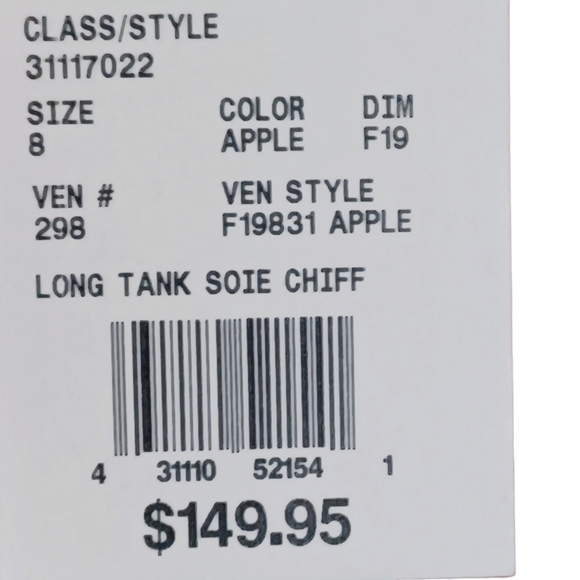 CLASS/STYLE
31117022
SIZE COLOR DIM
8 APPLE F19
VEN # VEN STYLE
298 F19831 APPLE
LONG TANK SOIE CHIFF
4 31110 52154 1
$149.95